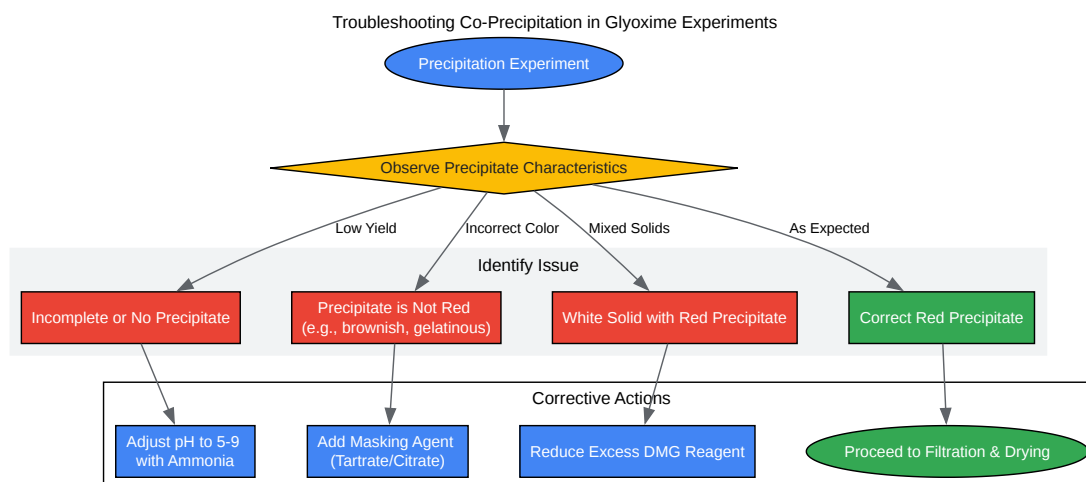 Troubleshooting Co-Precipitation in Glyoxime Experiments
Precipitation Experiment
Observe Precipitate Characteristics
Low Yield
Incorrect Color
Mixed Solids
As Expected
Identify Issue
Incomplete or No Precipitate
Precipitate is Not Red
(e.g., brownish, gelatinous)
White Solid with Red Precipitate
Correct Red Precipitate
Corrective Actions
Adjust pH to 5-9
with Ammonia
Add Masking Agent
(Tartrate/Citrate)
Reduce Excess DMG Reagent
Proceed to Filtration & Drying